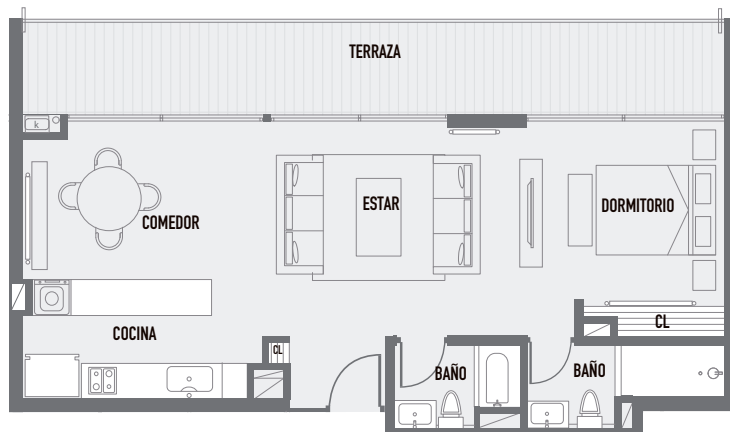 TERRAZA
k
ESTAR
DORMITORIO
COMEDOR
CL
COCINA
CL
BAÑO
BAÑO